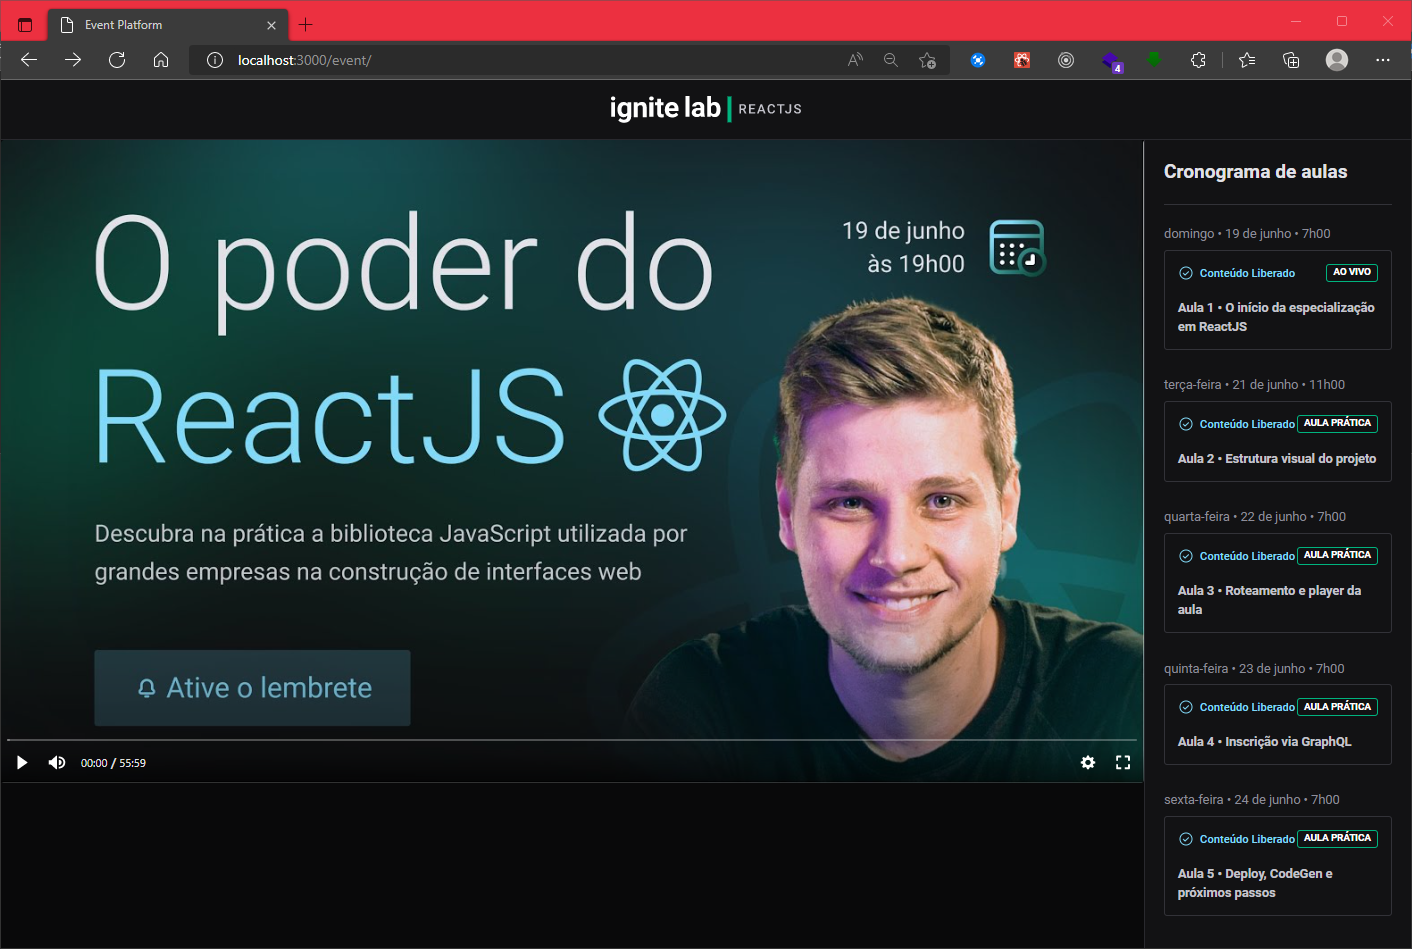 Event Platform
localhost:3000/event/
4
ignite lab | REACTJS
O poder do
ReactJS
19 de junho
às 19h00
Descubra na prática a biblioteca JavaScript utilizada por
grandes empresas na construção de interfaces web
Ative o lembrete
00:00 / 55:59
Cronograma de aulas
domingo • 19 de junho • 7h00
Conteúdo Liberado AO VIVO
Aula 1 • O início da especialização
em ReactJS
terça-feira • 21 de junho • 11h00
Conteúdo Liberado AULA PRÁTICA
Aula 2 • Estrutura visual do projeto
quarta-feira • 22 de junho • 7h00
Conteúdo Liberado AULA PRÁTICA
Aula 3 • Roteamento e player da
aula
quinta-feira • 23 de junho • 7h00
Conteúdo Liberado AULA PRÁTICA
Aula 4 • Inscrição via GraphQL
sexta-feira • 24 de junho • 7h00
Conteúdo Liberado AULA PRÁTICA
Aula 5 • Deploy, CodeGen e
próximos passos